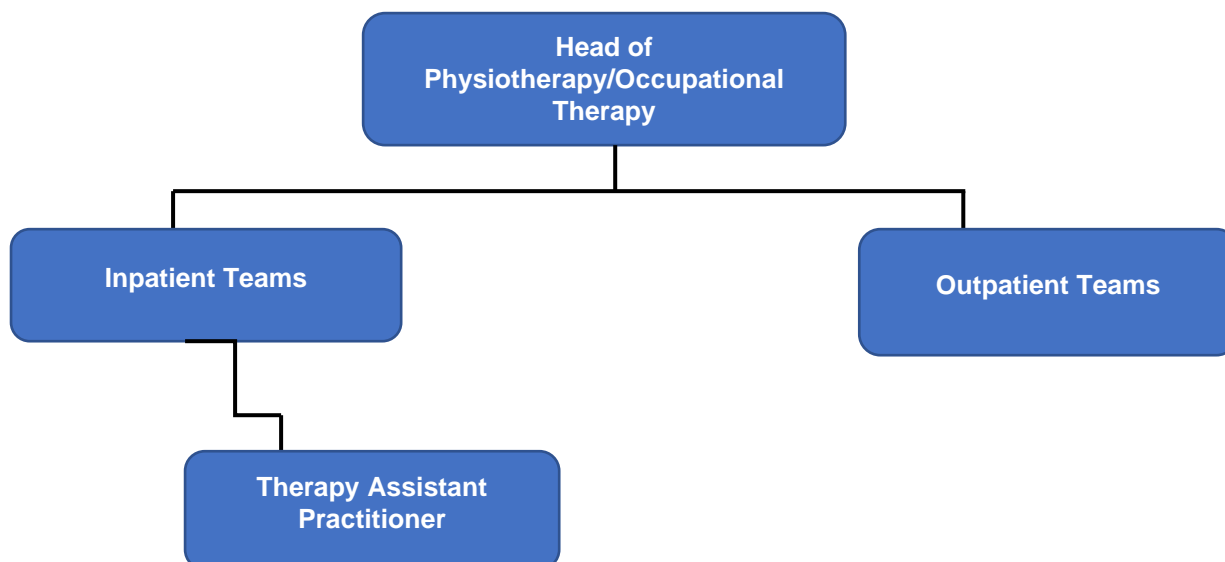 Head of
Physiotherapy/Occupational
Therapy
Inpatient Teams
Outpatient Teams
Therapy Assistant
Practitioner